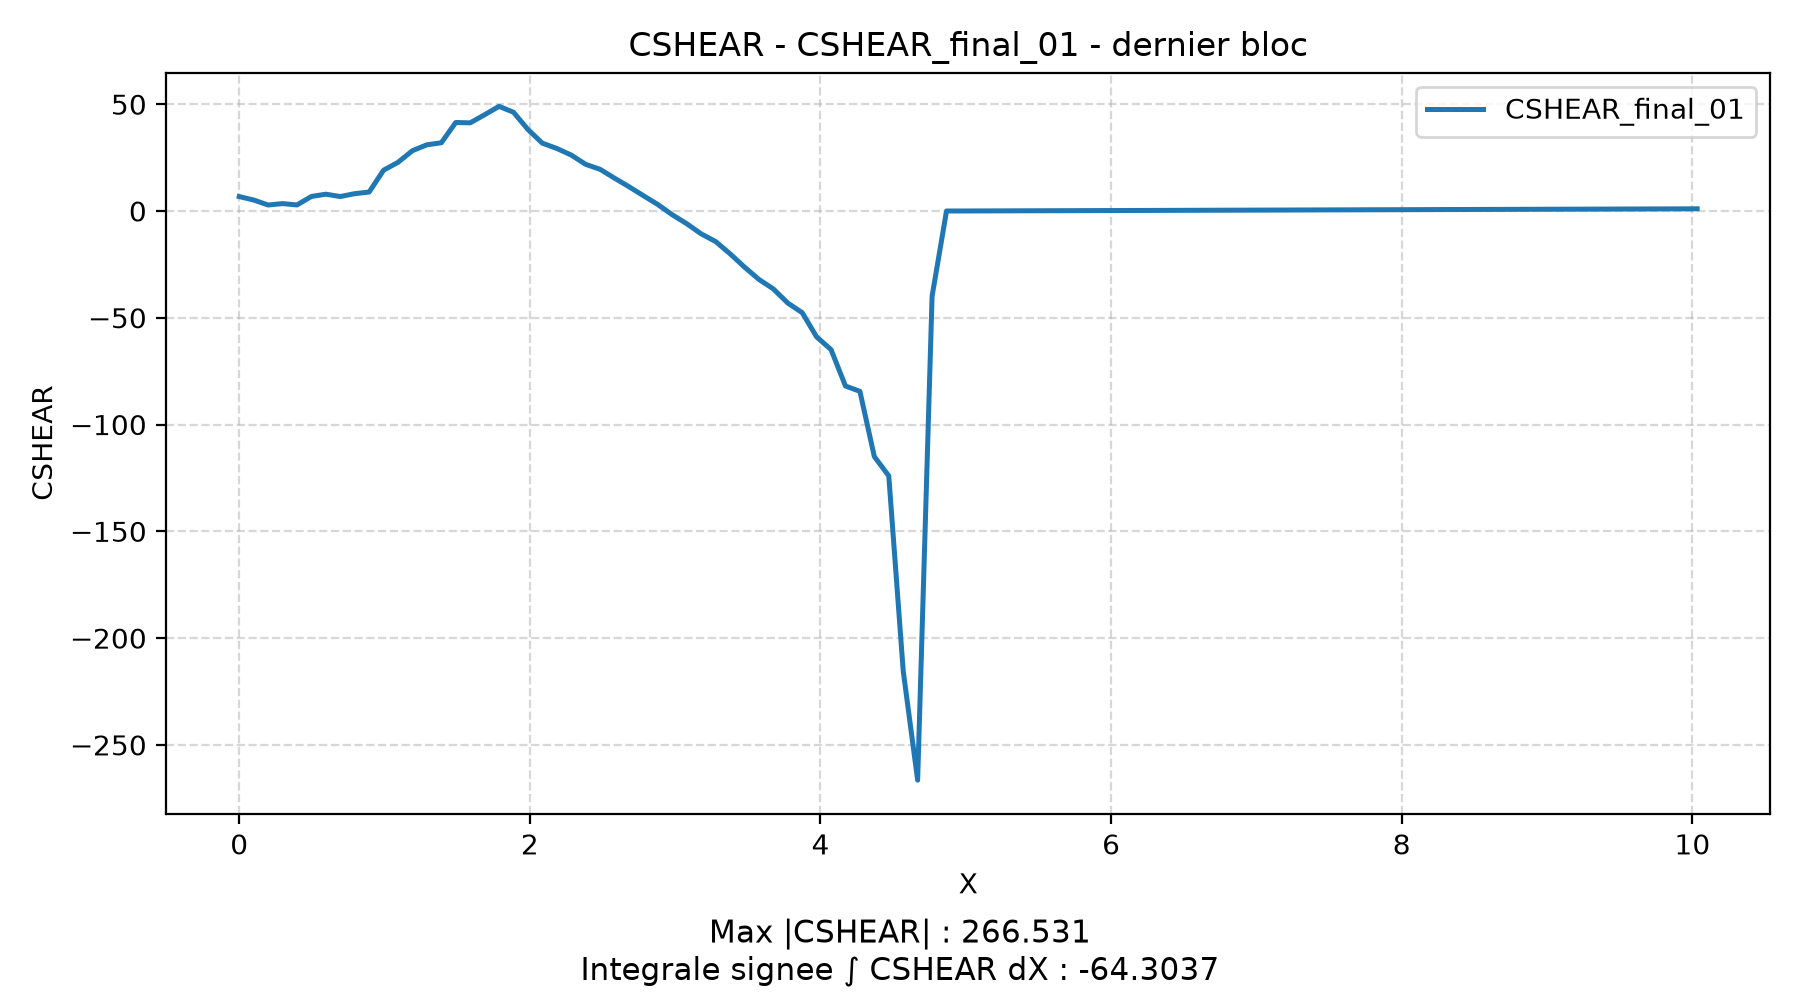 CSHEAR - CSHEAR_final_01 - dernier bloc
CSHEAR_final_01
50
0
−50
−100
−150
−200
−250
CSHEAR
0 2 4 6 8 10
X
Max |CSHEAR| : 266.531
Integrale signee ∫ CSHEAR dX : -64.3037